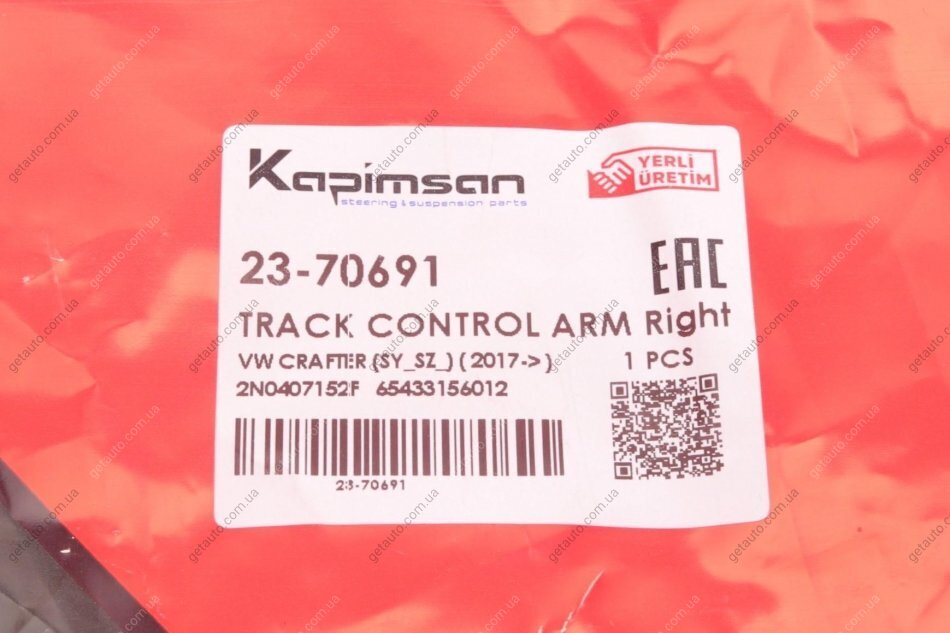 Kapimsan
steering & suspension parts
YERLİ
ÜRETİM
23-70691
EAC
TRACK CONTROL ARM Right
VW CRAFTER (SY_SZ_) ( 2017-> )
1 PCS
2N0407152F 65433156012
23-70691
getauto.com.ua